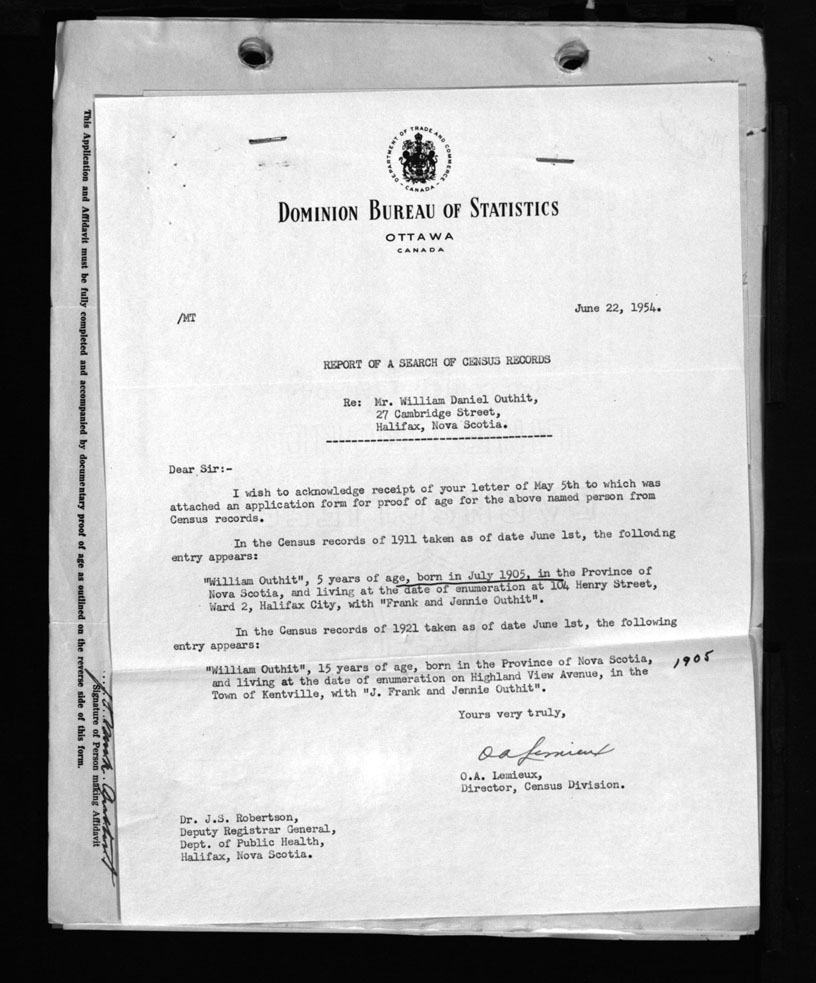 DEPARTMENT OF TRADE AND COMMERCE
- CANADA -
DOMINION BUREAU OF STATISTICS
OTTAWA
CANADA
June 22, 1954.
/MT
REPORT OF A SEARCH OF CENSUS RECORDS
Re: Mr. William Daniel Outhit,
27 Cambridge Street,
Halifax, Nova Scotia.
Dear Sir:-
I wish to acknowledge receipt of your letter of May 5th to which was
attached an application form for proof of age for the above named person from
Census records.
In the Census records of 1911 taken as of date June 1st, the following
entry appears:
"William Outhit", 5 years of age, born in July 1905, in the Province of
Nova Scotia, and living at the date of enumeration at 104 Henry Street,
Ward 2, Halifax City, with "Frank and Jennie Outhit".
In the Census records of 1921 taken as of date June 1st, the following
entry appears:
"William Outhit", 15 years of age, born in the Province of Nova Scotia, 1905
and living at the date of enumeration on Highland View Avenue, in the
Town of Kentville, with "J. Frank and Jennie Outhit".
Yours very truly,
O A Lemieux
O.A. Lemieux,
Director, Census Division.
Dr. J.S. Robertson,
Deputy Registrar General,
Dept. of Public Health,
Halifax, Nova Scotia.
This Application and Affidavit must be fully completed and accompanied by documentary proof of age as outlined on the reverse side of this form.
Signature of Person making Affidavit